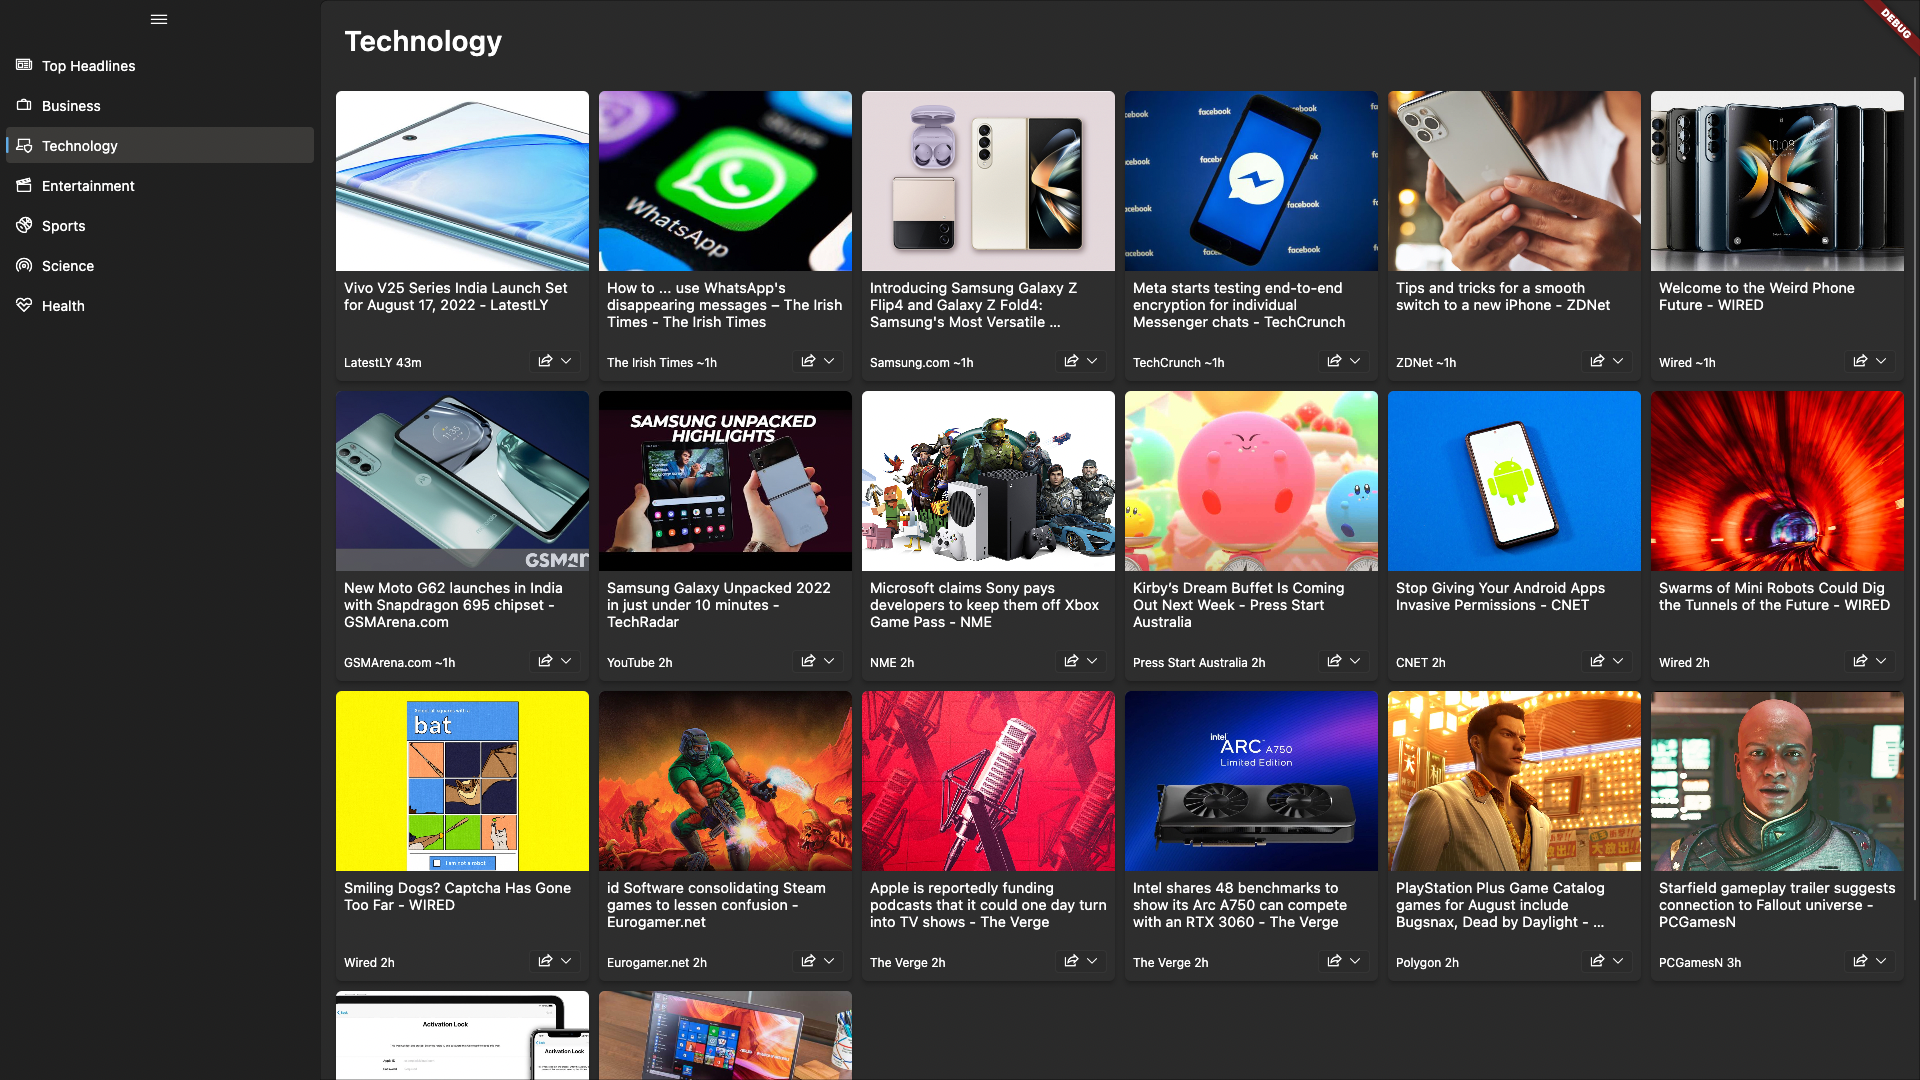 Technology
DEBUG
Top Headlines
Business
Technology
Entertainment
Sports
Science
Health
WhatsApp
facebook
facebook
facebook
facebook
10:08
Vivo V25 Series India Launch Set
for August 17, 2022 - LatestLY
LatestLY 43m
How to ... use WhatsApp's
disappearing messages – The Irish
Times - The Irish Times
The Irish Times ~1h
Introducing Samsung Galaxy Z
Flip4 and Galaxy Z Fold4:
Samsung's Most Versatile ...
Samsung.com ~1h
Meta starts testing end-to-end
encryption for individual
Messenger chats - TechCrunch
TechCrunch ~1h
Tips and tricks for a smooth
switch to a new iPhone - ZDNet
ZDNet ~1h
Welcome to the Weird Phone
Future - WIRED
Wired ~1h
SAMSUNG UNPACKED
HIGHLIGHTS
New Moto G62 launches in India
with Snapdragon 695 chipset -
GSMArena.com
GSMArena.com ~1h
Samsung Galaxy Unpacked 2022
in just under 10 minutes -
TechRadar
YouTube 2h
Microsoft claims Sony pays
developers to keep them off Xbox
Game Pass - NME
NME 2h
Kirby’s Dream Buffet Is Coming
Out Next Week - Press Start
Australia
Press Start Australia 2h
Stop Giving Your Android Apps
Invasive Permissions - CNET
CNET 2h
Swarms of Mini Robots Could Dig
the Tunnels of the Future - WIRED
Wired 2h
bat
I am not a robot
intel
ARC A750
Limited Edition
Smiling Dogs? Captcha Has Gone
Too Far - WIRED
Wired 2h
id Software consolidating Steam
games to lessen confusion -
Eurogamer.net
Eurogamer.net 2h
Apple is reportedly funding
podcasts that it could one day turn
into TV shows - The Verge
The Verge 2h
Intel shares 48 benchmarks to
show its Arc A750 can compete
with an RTX 3060 - The Verge
The Verge 2h
PlayStation Plus Game Catalog
games for August include
Bugsnax, Dead by Daylight - ...
Polygon 2h
Starfield gameplay trailer suggests
connection to Fallout universe -
PCGamesN
PCGamesN 3h
Activation Lock
Activation Lock